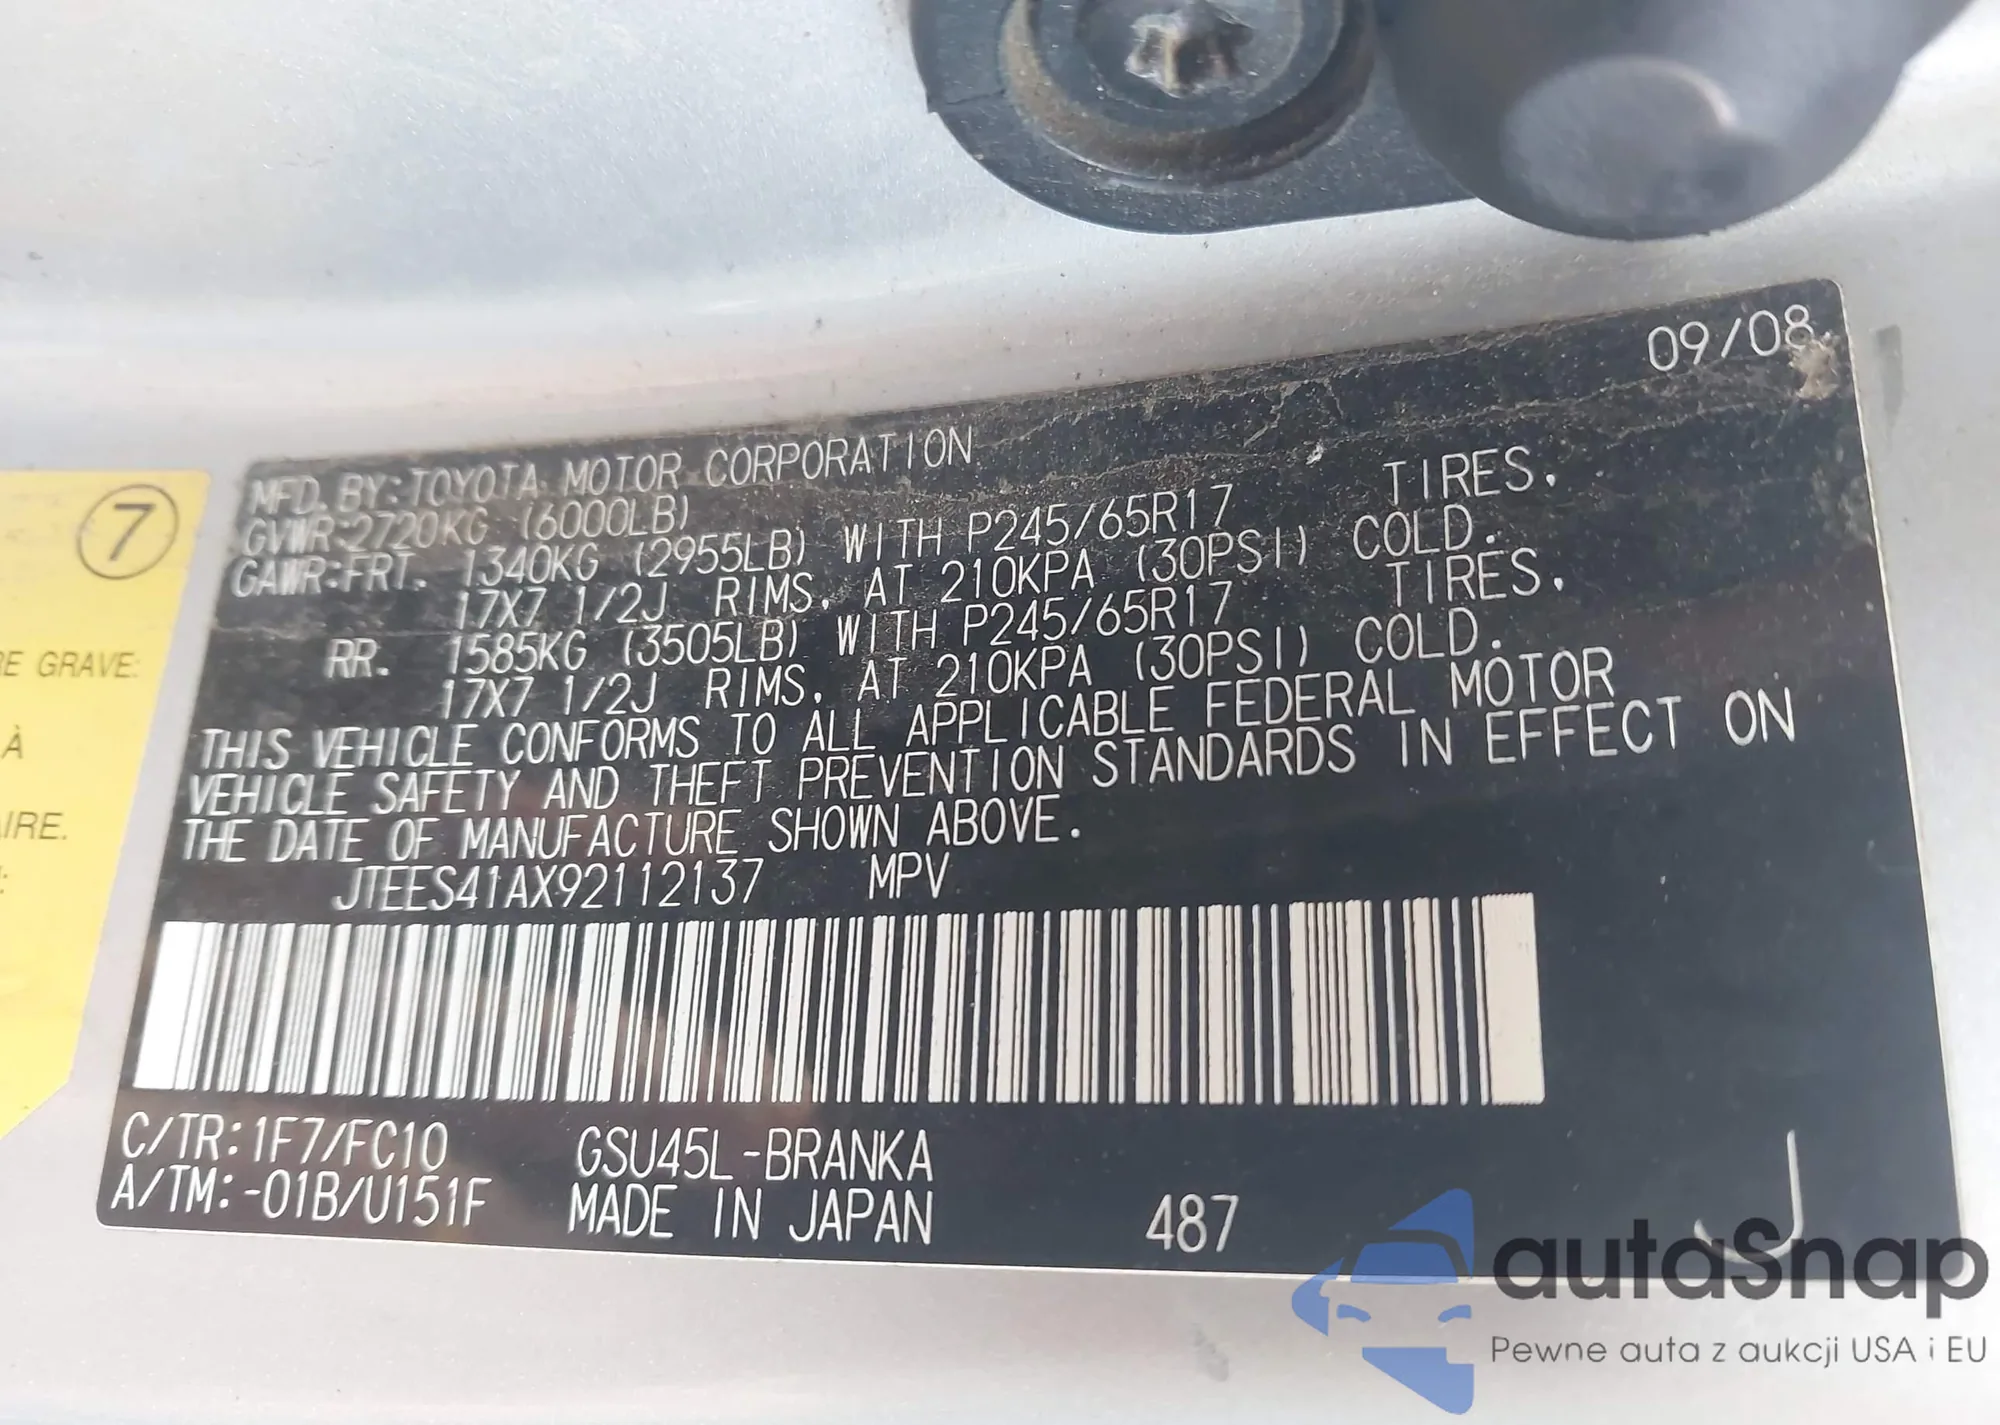 09/08
MFD. BY: TOYOTA MOTOR CORPORATION
GVWR: 2720KG (6000LB)
GAWR: FRT. 1340KG (2955LB) WITH P245/65R17 TIRES,
17X7 1/2J RIMS, AT 210KPA (30PSI) COLD.
RR. 1585KG (3505LB) WITH P245/65R17 TIRES,
17X7 1/2J RIMS, AT 210KPA (30PSI) COLD.
THIS VEHICLE CONFORMS TO ALL APPLICABLE FEDERAL MOTOR
VEHICLE SAFETY AND THEFT PREVENTION STANDARDS IN EFFECT ON
THE DATE OF MANUFACTURE SHOWN ABOVE.
JTEES41AX92112137 MPV
C/TR: 1F7/FC10 GSU45L-BRANKA
A/TM: -01B/U151F MADE IN JAPAN 487 J
7
RE GRAVE:
À
AIRE.
autaSnap
Pewne auta z aukcji USA i EU